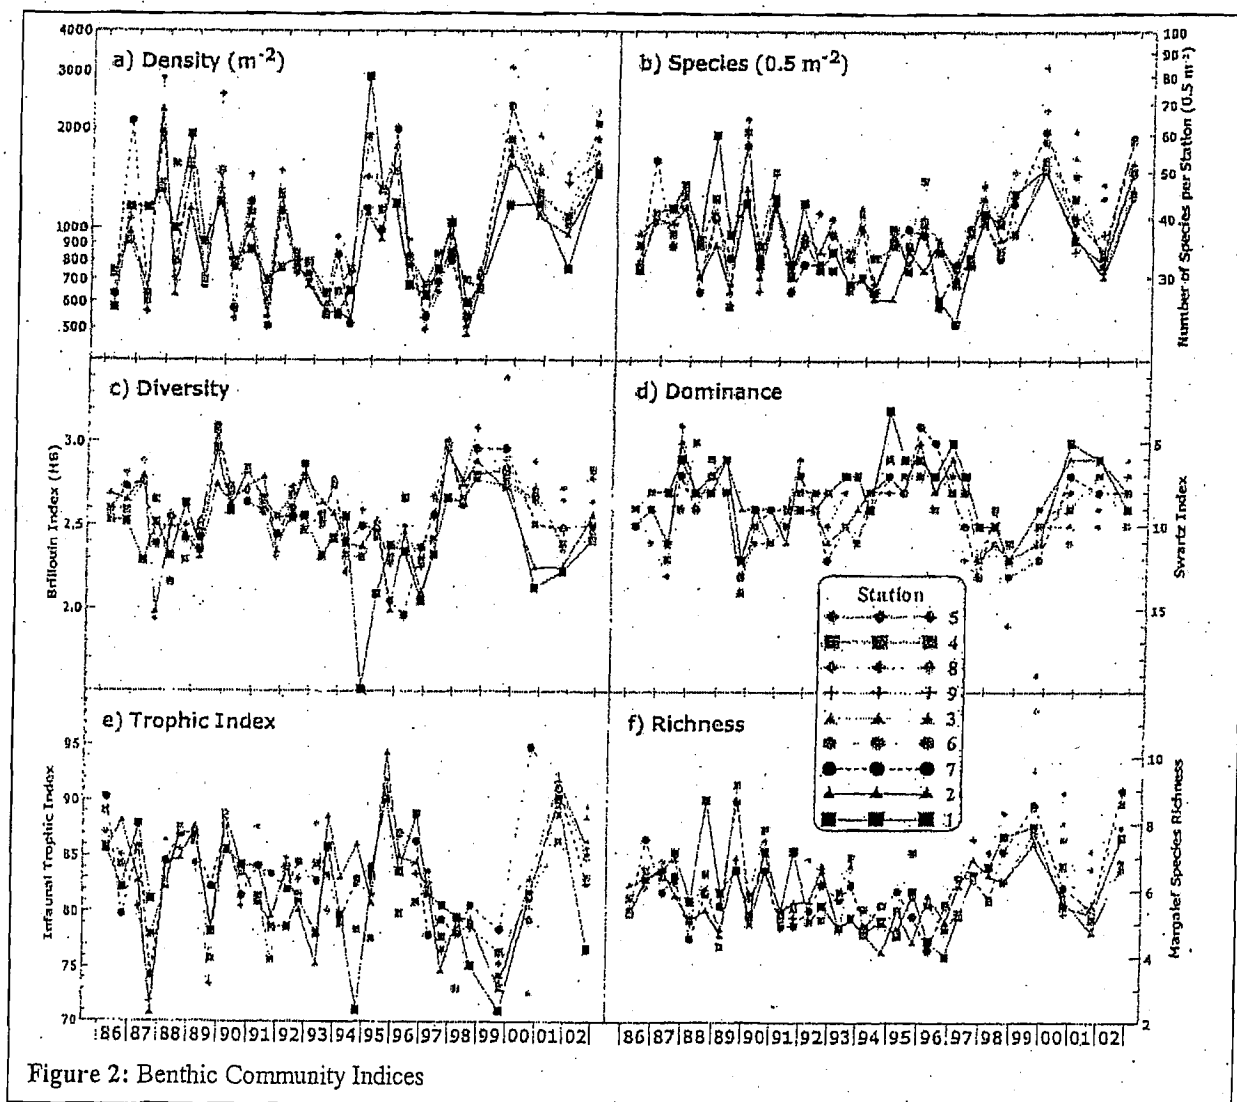 a) Density (m-2)
4000
3000
2000
1000
900
800
700
600
500
b) Species (0.5 m-2)
100
90
80
70
60
50
40
30
Number of Species per Station (0.5 m-2)
c) Diversity
3.0
2.5
2.0
Brillouin Index (HB)
d) Dominance
5
10
15
Swartz Index
Station
5
4
8
9
3
6
7
2
1
e) Trophic Index
95
90
85
80
75
70
Infaunal Trophic Index
f) Richness
10
8
6
4
2
Margalef Species Richness
86 87 88 89 90 91 92 93 94 95 96 97 98 99 00 01 02
86 87 88 89 90 91 92 93 94 95 96 97 98 99 00 01 02
Figure 2: Benthic Community Indices